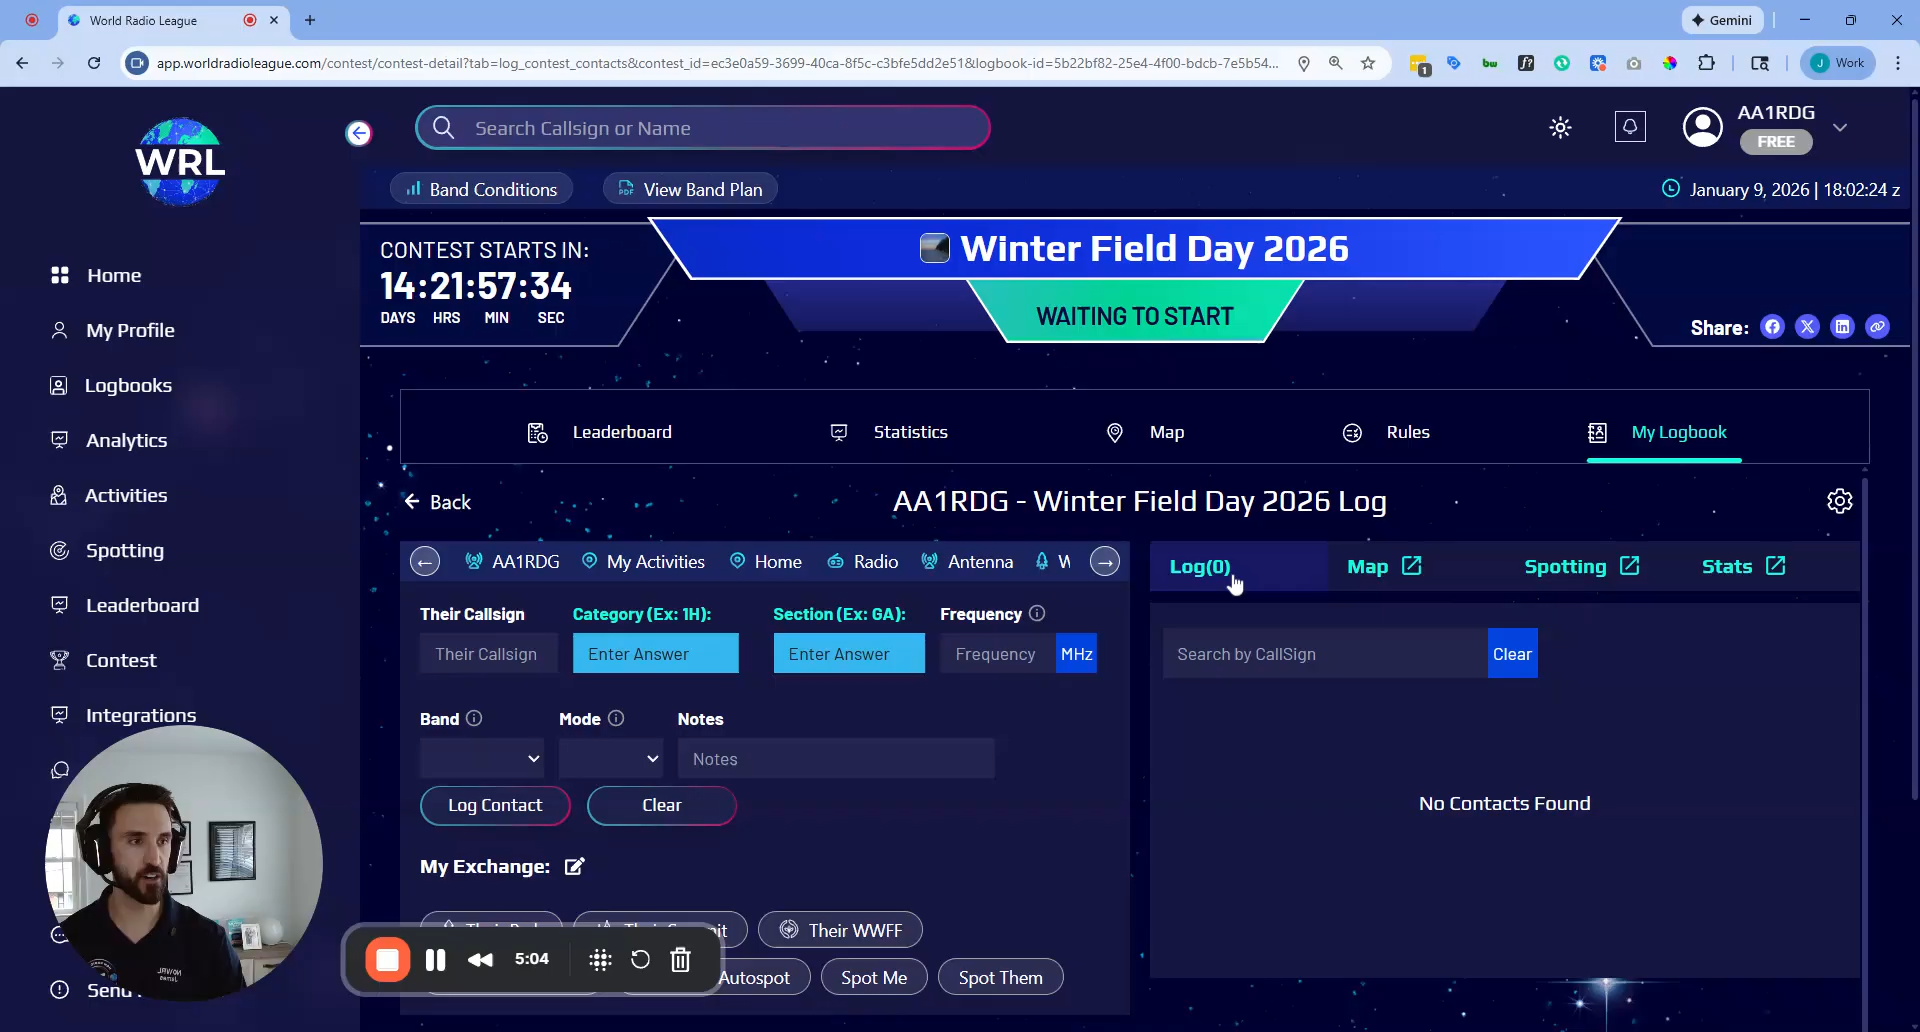 World Radio League
Gemini
app.worldradioleague.com/contest/contest-detail?tab=log_contest_contacts&contest_id=ec3e0a59-3699-40ca-8f5c-c3bfe5dd2e51&logbook-id=5b22bf82-25e4-4f00-bdcb-7e5b54...
1
bw
f?
J Work
WRL
Search Callsign or Name
AA1RDG
FREE
Band Conditions
PDF View Band Plan
January 9, 2026 | 18:02:24 z
CONTEST STARTS IN:
14:21:57:34
DAYS HRS MIN SEC
Winter Field Day 2026
WAITING TO START
Share:
Home
My Profile
Logbooks
Analytics
Activities
Spotting
Leaderboard
Contest
Integrations
Leaderboard
Statistics
Map
Rules
My Logbook
Back
AA1RDG - Winter Field Day 2026 Log
AA1RDG My Activities Home Radio Antenna W
Log(0) Map Spotting Stats
Their Callsign Category (Ex: 1H): Section (Ex: GA): Frequency
Their Callsign Enter Answer Enter Answer Frequency MHz
Search by CallSign Clear
Band Mode Notes
Notes
Log Contact Clear
No Contacts Found
My Exchange:
Their WWFF
5:04
Autospot Spot Me Spot Them
Send